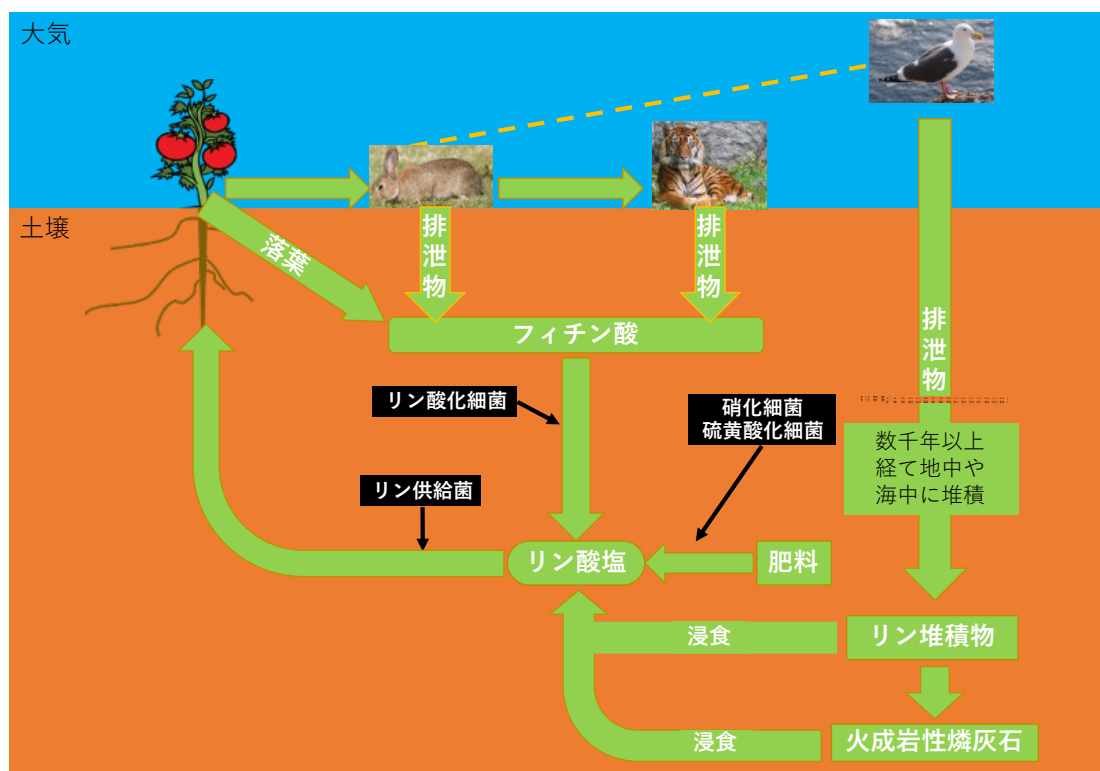 大気
土壌
落葉
排泄物
排泄物
排泄物
フィチン酸
リン酸化細菌
硝化細菌
硫黄酸化細菌
数千年以上
経て地中や
海中に堆積
リン供給菌
リン酸塩
肥料
浸食
リン堆積物
浸食
火成岩性燐灰石